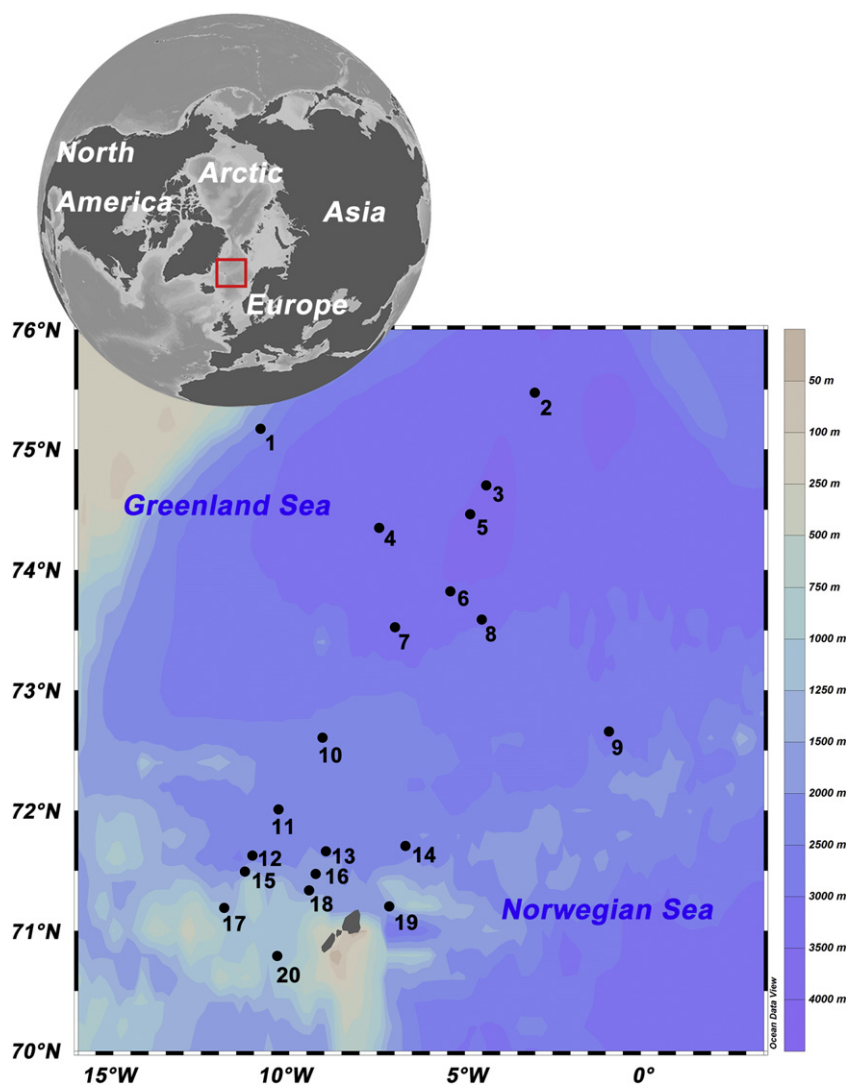 North
America
Arctic
Asia
Europe
76°N
75°N
74°N
73°N
72°N
71°N
70°N
15°W
10°W
5°W
0°
Greenland Sea
Norwegian Sea
1
2
3
4
5
6
7
8
9
10
11
12
13
14
15
16
17
18
19
20
50 m
100 m
250 m
500 m
750 m
1000 m
1250 m
1500 m
2000 m
2500 m
3000 m
3500 m
4000 m
Ocean Data View